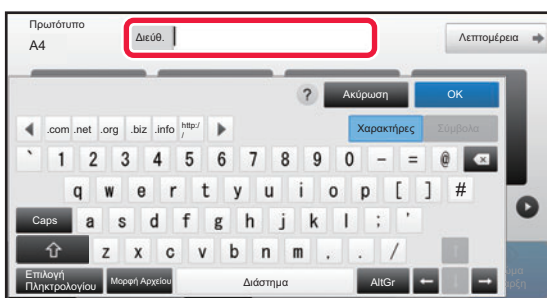 Πρωτότυπο
A4
Διεύθ.
Λεπτομέρεια
? Ακύρωση OK
.com .net .org .biz .info http:// Χαρακτήρες Σύμβολα
` 1 2 3 4 5 6 7 8 9 0 - = @
q w e r t y u i o p [ ] #
Caps a s d f g h j k l ; '
z x c v b n m , . /
Επιλογή Πληκτρολογίου Μορφή Αρχείου Διάστημα AltGr